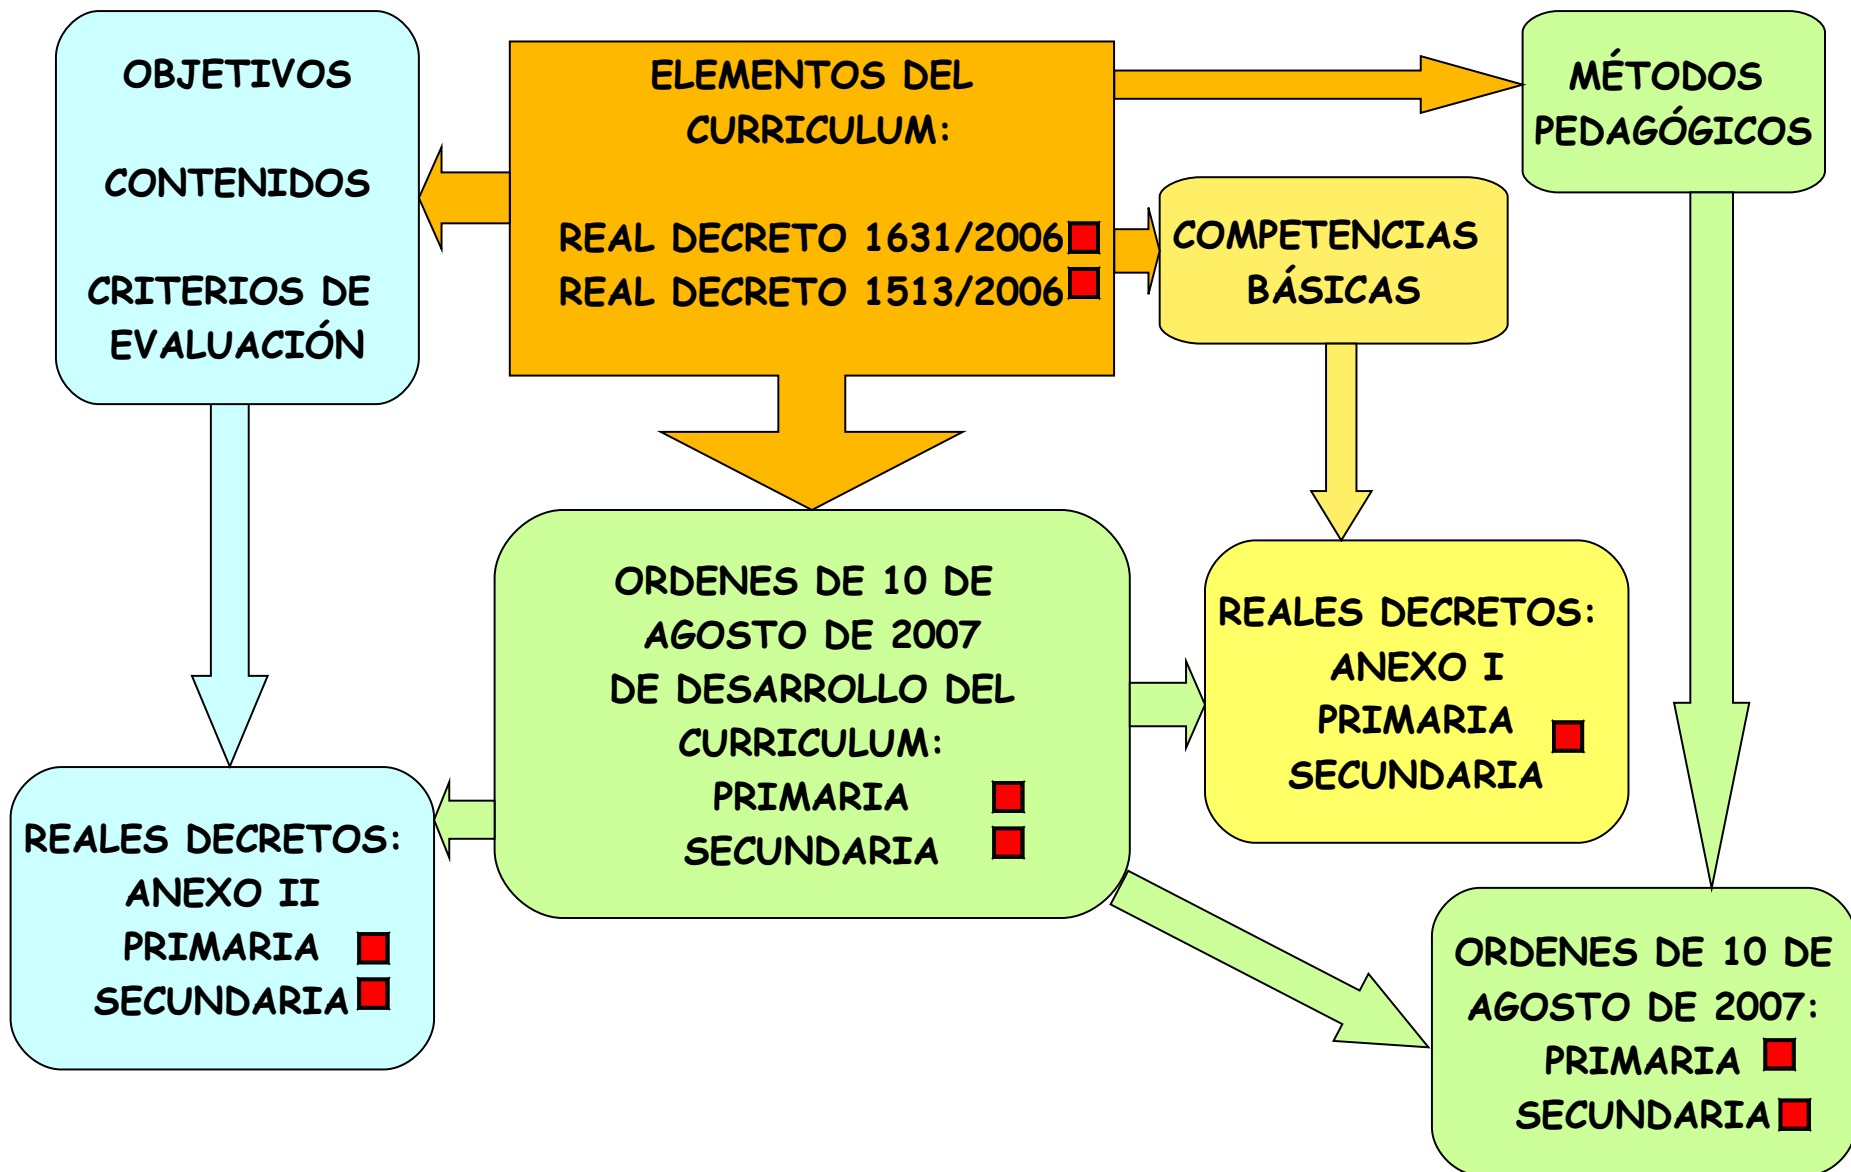 OBJETIVOS
CONTENIDOS
CRITERIOS DE
EVALUACIÓN
ELEMENTOS DEL
CURRICULUM:
REAL DECRETO 1631/2006
REAL DECRETO 1513/2006
MÉTODOS
PEDAGÓGICOS
COMPETENCIAS
BÁSICAS
ORDENES DE 10 DE
AGOSTO DE 2007
DE DESARROLLO DEL
CURRICULUM:
PRIMARIA
SECUNDARIA
REALES DECRETOS:
ANEXO I
PRIMARIA
SECUNDARIA
REALES DECRETOS:
ANEXO II
PRIMARIA
SECUNDARIA
ORDENES DE 10 DE
AGOSTO DE 2007:
PRIMARIA
SECUNDARIA